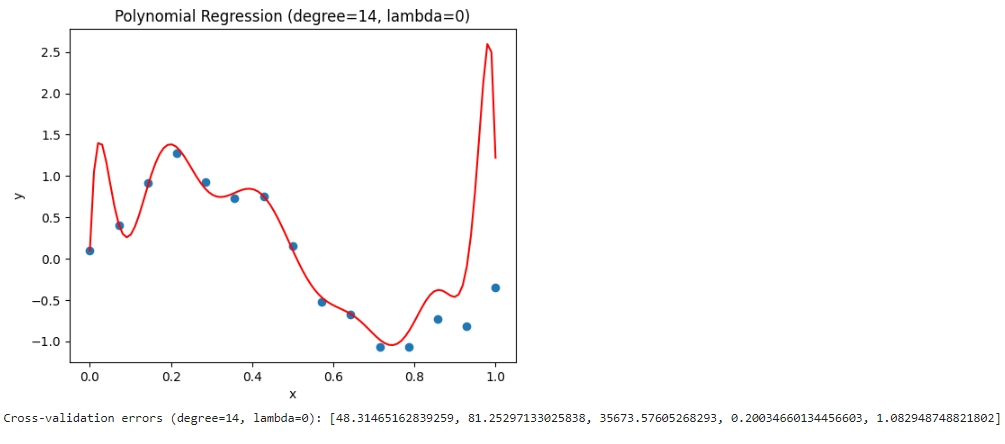 Polynomial Regression (degree=14, lambda=0)
2.5
2.0
1.5
1.0
0.5
0.0
−0.5
−1.0
y
0.0 0.2 0.4 0.6 0.8 1.0
x
Cross-validation errors (degree=14, lambda=0): [48.31465162839259, 81.25297133025838, 35673.57605268293, 0.20034660134456603, 1.082948748821802]